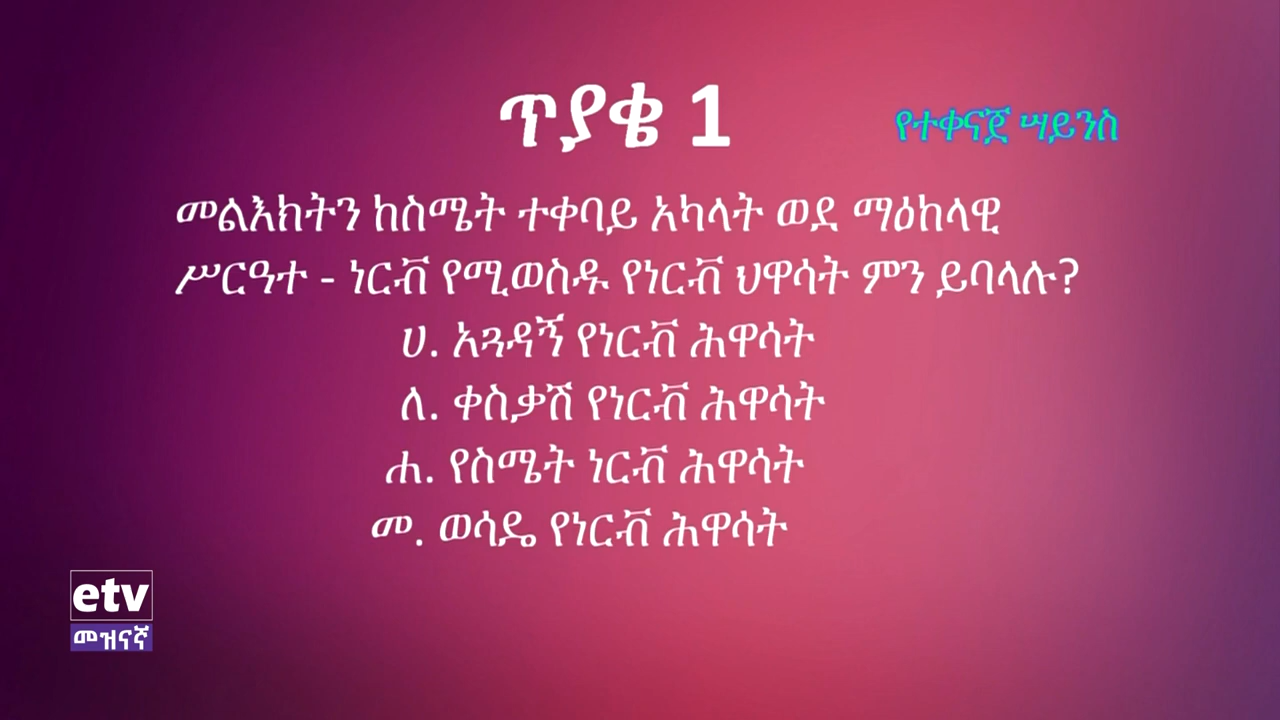 ጥያቄ 1
የተቀናጀ ሣይንስ
መልእክትን ከስሜት ተቀባይ አካላት ወደ ማዕከላዊ
ሥርዓተ - ነርቭ የሚወስዱ የነርቭ ህዋሳት ምን ይባላሉ?
ሀ. አጓዳኝ የነርቭ ሕዋሳት
ለ. ቀስቃሽ የነርቭ ሕዋሳት
ሐ. የስሜት ነርቭ ሕዋሳት
መ. ወሳዴ የነርቭ ሕዋሳት
etv
መዝናኛ